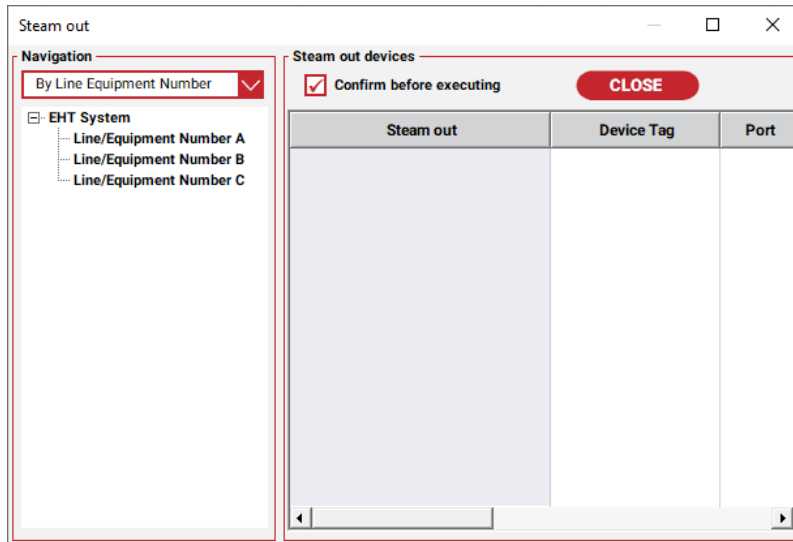 Steam out
Navigation
By Line Equipment Number
EHT System
Line/Equipment Number A
Line/Equipment Number B
Line/Equipment Number C
Steam out devices
Confirm before executing
CLOSE
Steam out
Device Tag
Port